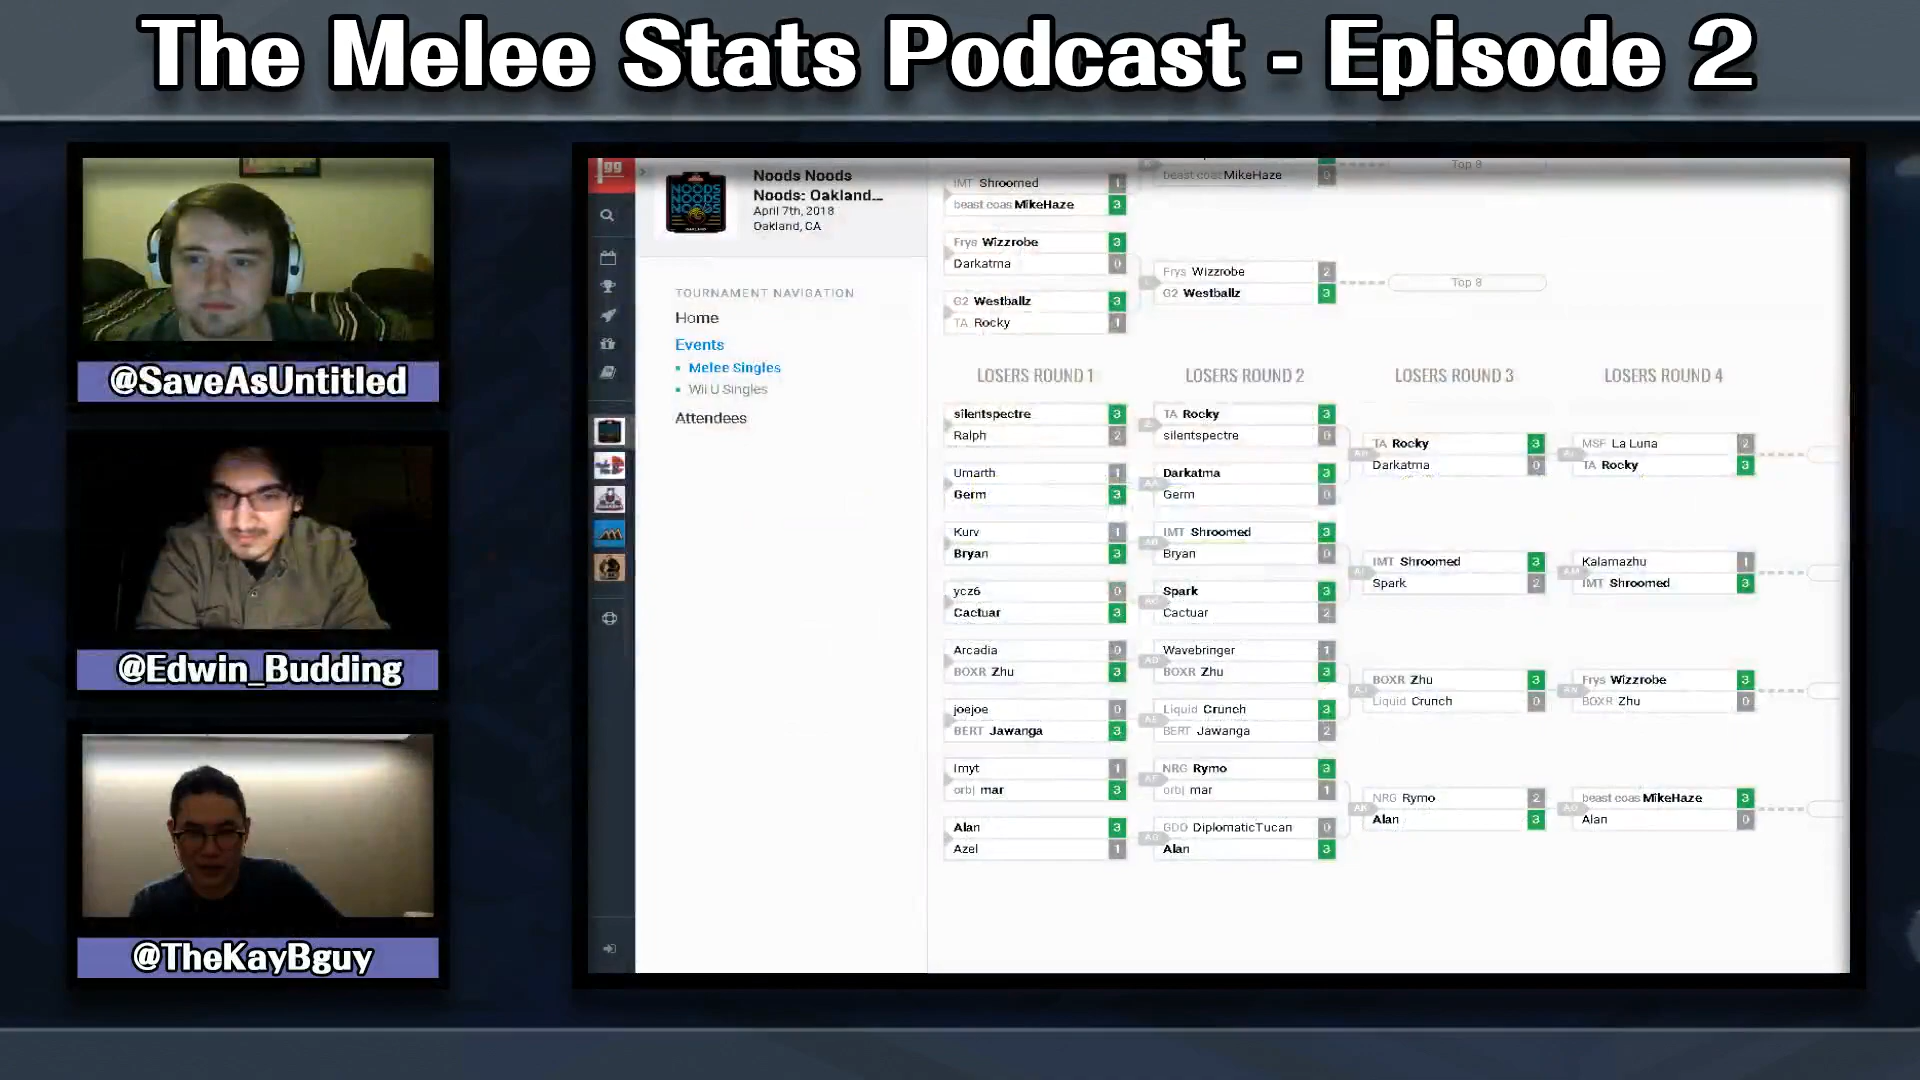 The Melee Stats Podcast - Episode 2
@SaveAsUntitled
@Edwin_Budding
@TheKayBguy
Noods Noods
Noods: Oakland...
April 7th, 2018
Oakland, CA
NOODS
NOODS
NOODS
TOURNAMENT NAVIGATION
Home
Events
Melee Singles
Wii U Singles
Attendees
IMT Shroomed 1
beast coas MikeHaze 3
beast coas MikeHaze 0
Top 8
Frys Wizzrobe 3
Darkatma 0
G2 Westballz 3
TA Rocky 1
Frys Wizzrobe 2
G2 Westballz 3
Top 8
LOSERS ROUND 1
silentspectre 3
Ralph 2
Umarth 1
Germ 3
Kurv 1
Bryan 3
ycz6 0
Cactuar 3
Arcadia 0
BOXR Zhu 3
joejoe 0
BERT Jawanga 3
Imyt 1
orb| mar 3
Alan 3
Azel 1
LOSERS ROUND 2
TA Rocky 3
silentspectre 0
Darkatma 3
Germ 0
IMT Shroomed 3
Bryan 0
Spark 3
Cactuar 2
Wavebringer 1
BOXR Zhu 3
Liquid Crunch 3
BERT Jawanga 2
NRG Rymo 3
orb| mar 1
GDO DiplomaticTucan 0
Alan 3
LOSERS ROUND 3
TA Rocky 3
Darkatma 0
IMT Shroomed 3
Spark 2
BOXR Zhu 3
Liquid Crunch 0
NRG Rymo 2
Alan 3
LOSERS ROUND 4
MSF La Luna 2
TA Rocky 3
Kalamazhu 1
IMT Shroomed 3
Frys Wizzrobe 3
BOXR Zhu 0
beast coas MikeHaze 3
Alan 0